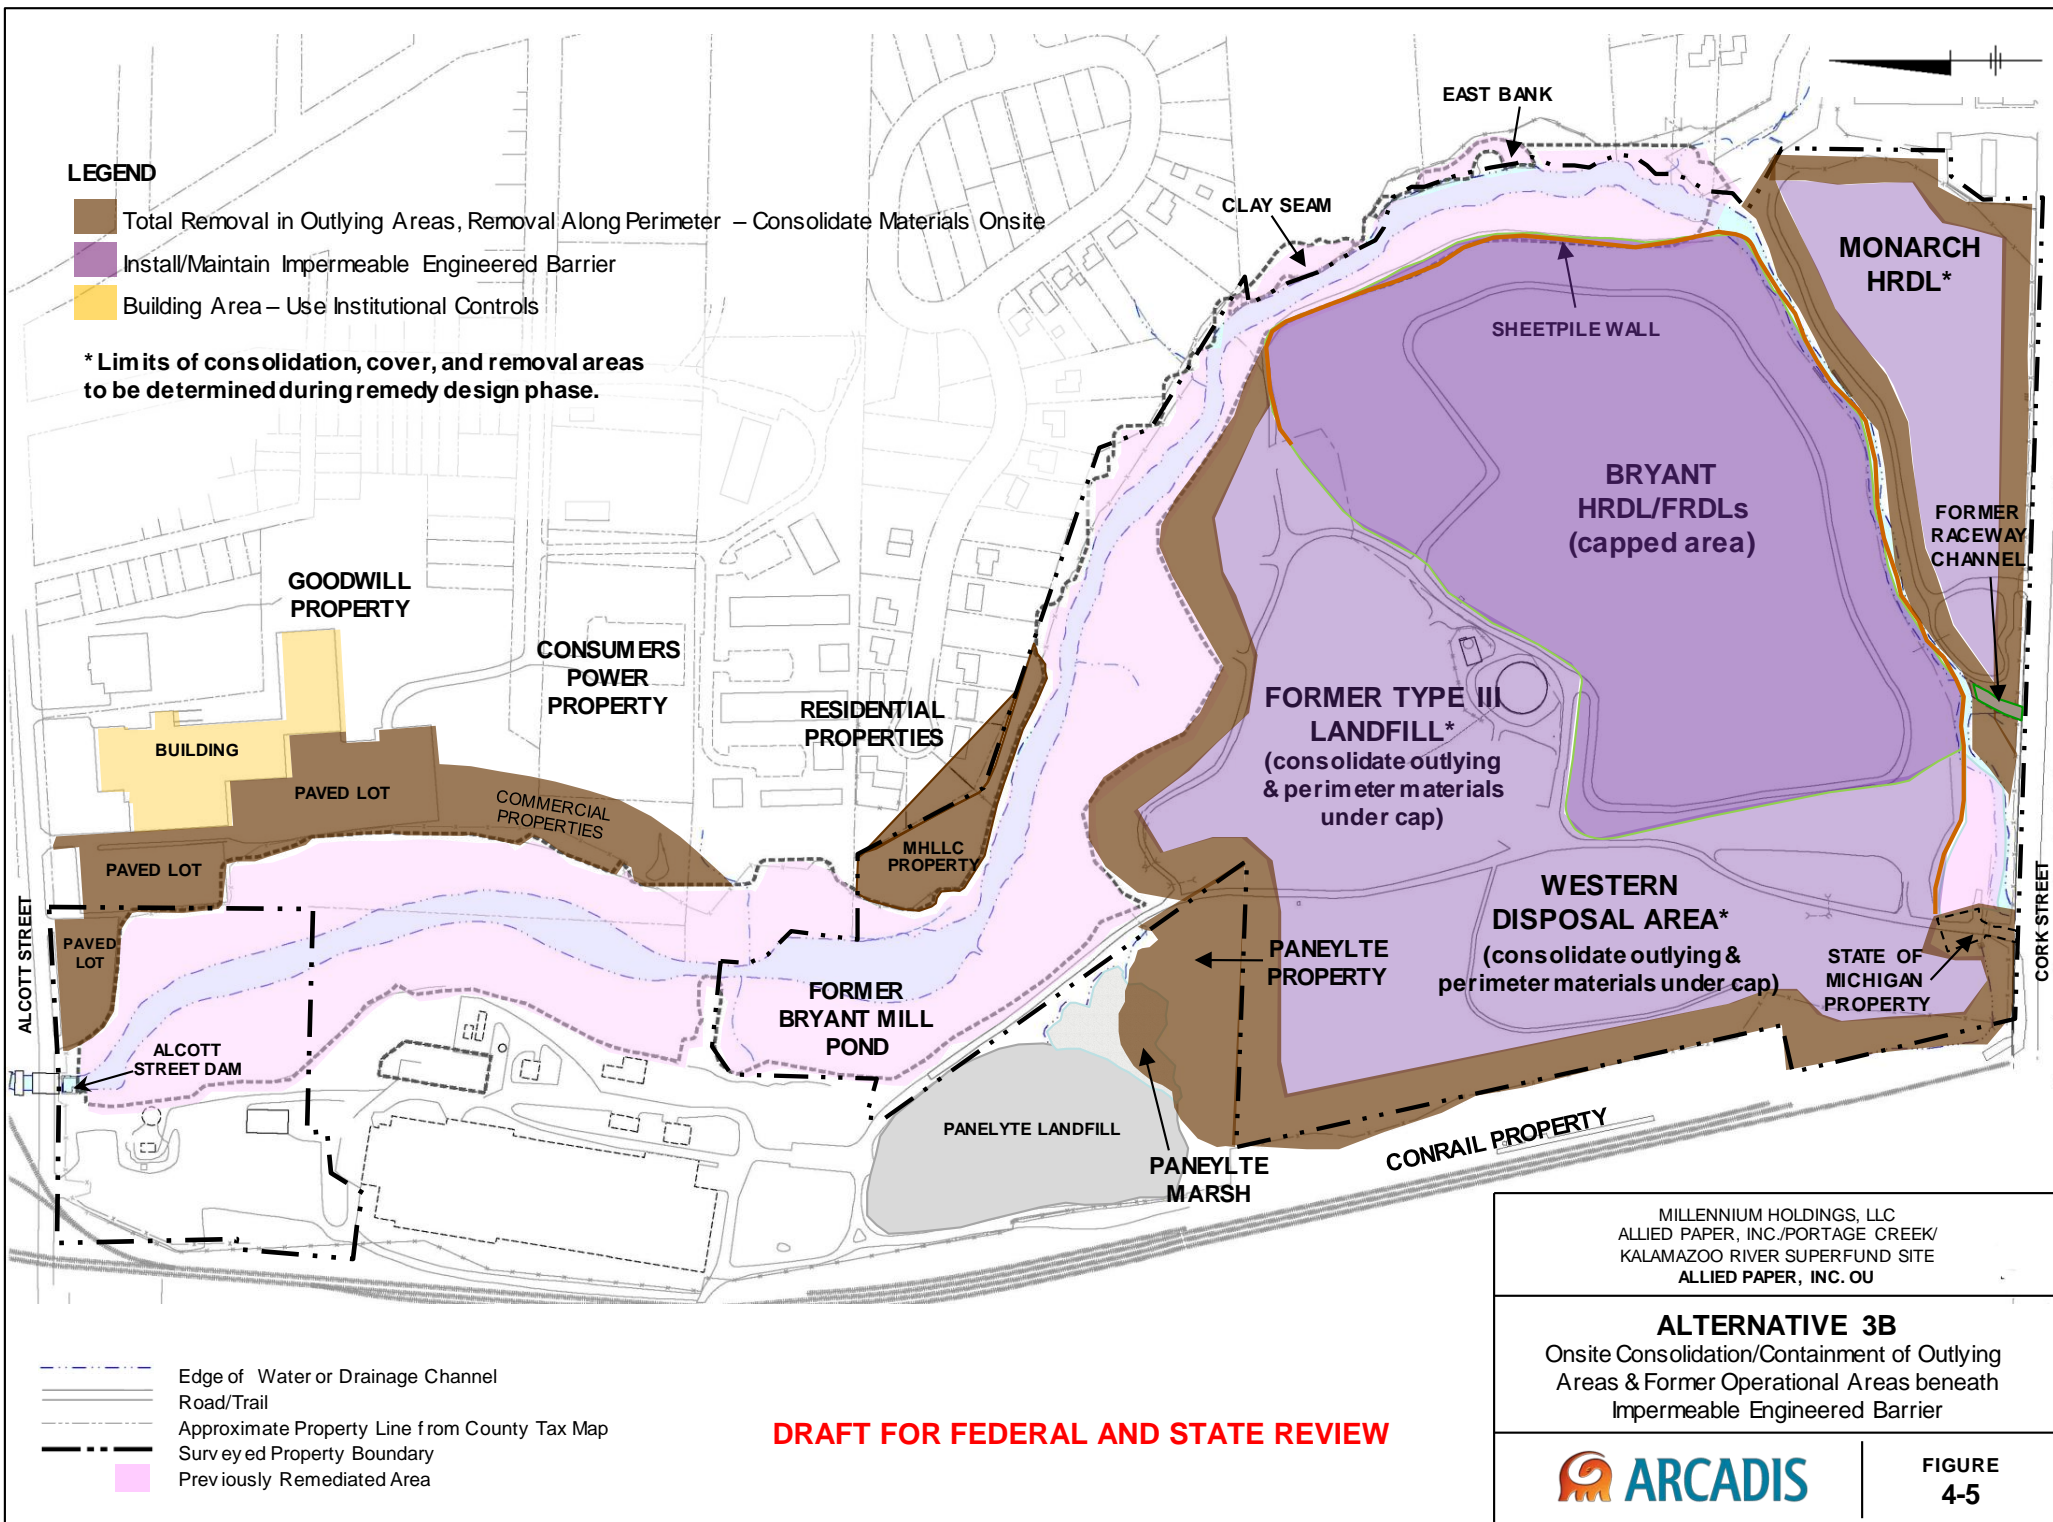 LEGEND
Total Removal in Outlying Areas, Removal Along Perimeter – Consolidate Materials Onsite
Install/Maintain Impermeable Engineered Barrier
Building Area – Use Institutional Controls
* Limits of consolidation, cover, and removal areas
to be determined during remedy design phase.
EAST BANK
CLAY SEAM
MONARCH
HRDL*
SHEETPILE WALL
BRYANT
HRDL/FRDLs
(capped area)
FORMER
RACEWAY
CHANNEL
GOODWILL
PROPERTY
CONSUMERS
POWER
PROPERTY
RESIDENTIAL
PROPERTIES
FORMER TYPE III
LANDFILL*
(consolidate outlying
& perimeter materials
under cap)
BUILDING
PAVED LOT
COMMERCIAL
PROPERTIES
MHLLC
PROPERTY
PAVED LOT
PAVED
LOT
WESTERN
DISPOSAL AREA*
(consolidate outlying &
perimeter materials under cap)
PANEYLTE
PROPERTY
STATE OF
MICHIGAN
PROPERTY
ALCOTT STREET
CORK STREET
FORMER
BRYANT MILL
POND
ALCOTT
STREET DAM
PANELYTE LANDFILL
PANEYLTE
MARSH
CONRAIL PROPERTY
MILLENNIUM HOLDINGS, LLC
ALLIED PAPER, INC./PORTAGE CREEK/
KALAMAZOO RIVER SUPERFUND SITE
ALLIED PAPER, INC. OU
ALTERNATIVE 3B
Onsite Consolidation/Containment of Outlying
Areas & Former Operational Areas beneath
Impermeable Engineered Barrier
Edge of Water or Drainage Channel
Road/Trail
Approximate Property Line from County Tax Map
Surveyed Property Boundary
Previously Remediated Area
DRAFT FOR FEDERAL AND STATE REVIEW
ARCADIS
FIGURE
4-5